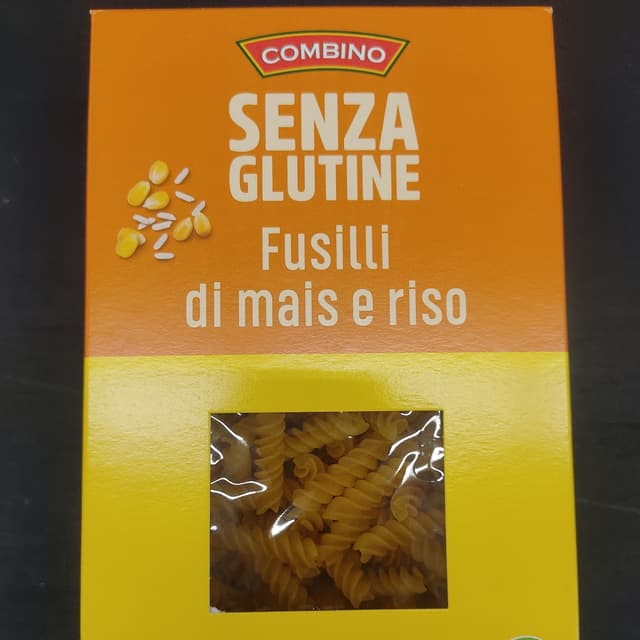 COMBINO
SENZA
GLUTINE
Fusilli
di mais e riso